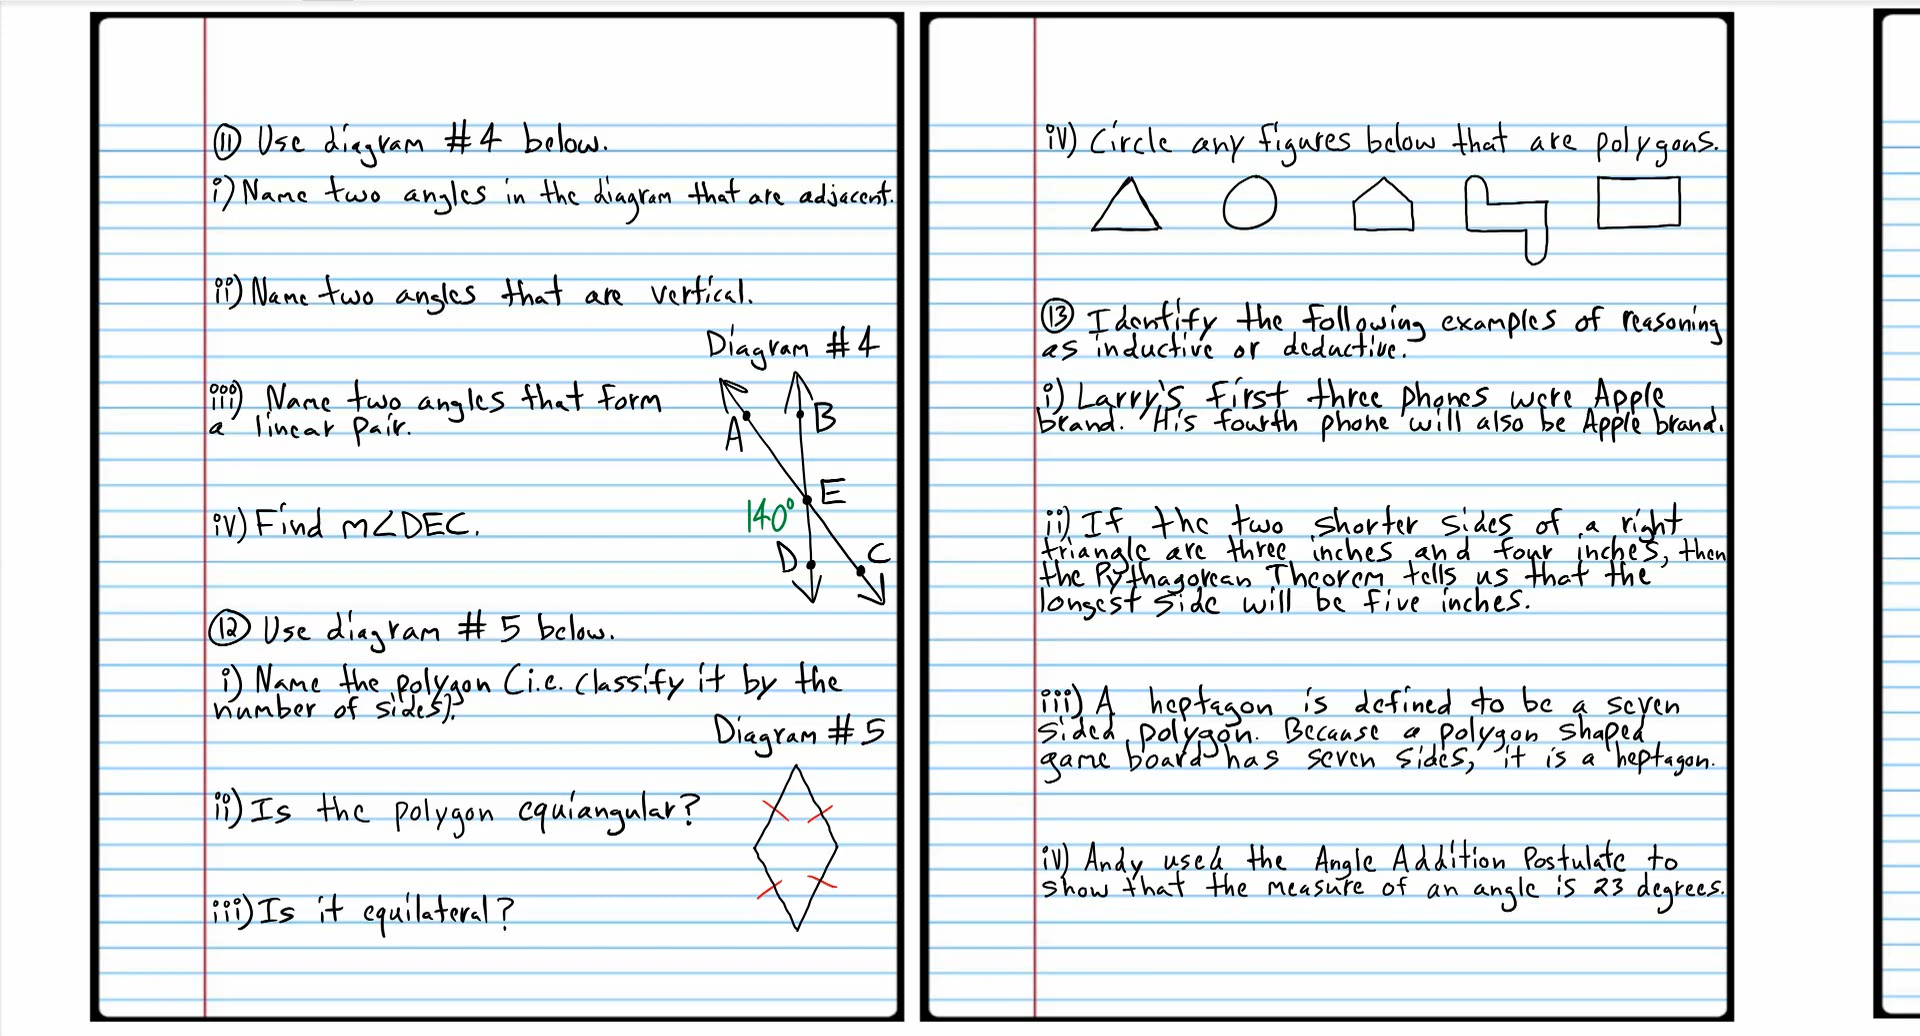 ⑪ Use diagram #4 below.
i) Name two angles in the diagram that are adjacent.
ii) Name two angles that are vertical.
Diagram #4
iii) Name two angles that form
a linear pair.
A
B
E
140°
iv) Find m∠DEC.
D
C
⑫ Use diagram #5 below.
i) Name the polygon (i.e. classify it by the
number of sides).
Diagram #5
ii) Is the polygon equiangular?
iii) Is it equilateral?
iv) Circle any figures below that are polygons.
⑬ Identify the following examples of reasoning
as inductive or deductive.
i) Larry's first three phones were Apple
brand. His fourth phone will also be Apple brand.
ii) If the two shorter sides of a right
triangle are three inches and four inches, then
the Pythagorean Theorem tells us that the
longest side will be five inches.
iii) A heptagon is defined to be a seven
sided polygon. Because a polygon shaped
game board has seven sides, it is a heptagon.
iv) Andy used the Angle Addition Postulate to
show that the measure of an angle is 23 degrees.